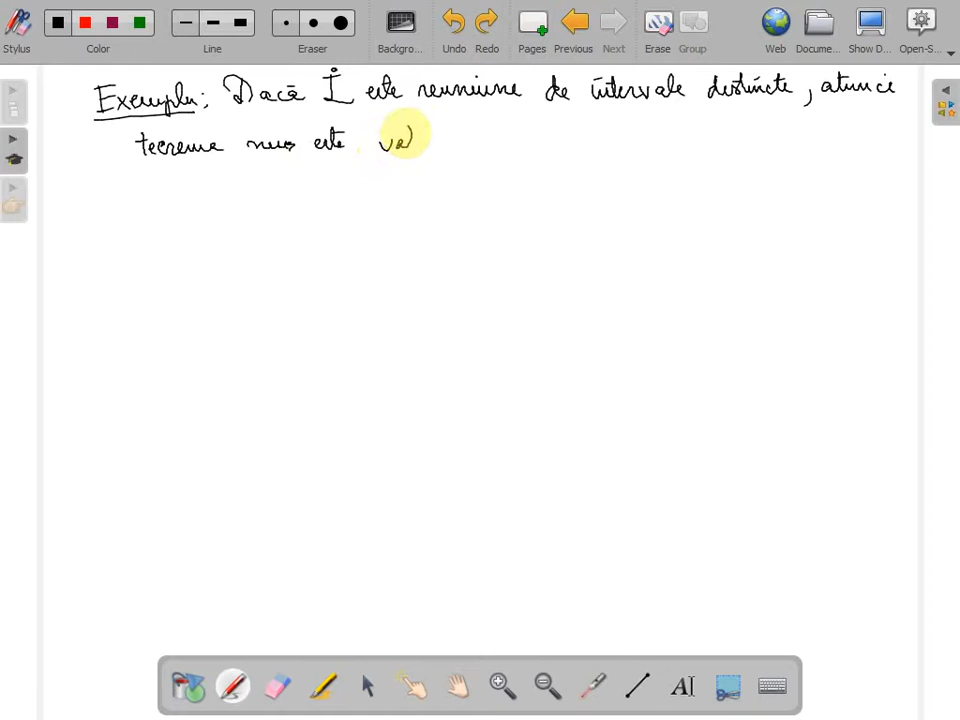 Stylus
Color
Line
Eraser
Backgro...
Undo
Redo
Pages
Previous
Next
Erase
Group
Web
Docume...
Show D...
Open-S...
Exemplu: Dacă I este reuniune de intervale distincte, atunci
teorema nu este val